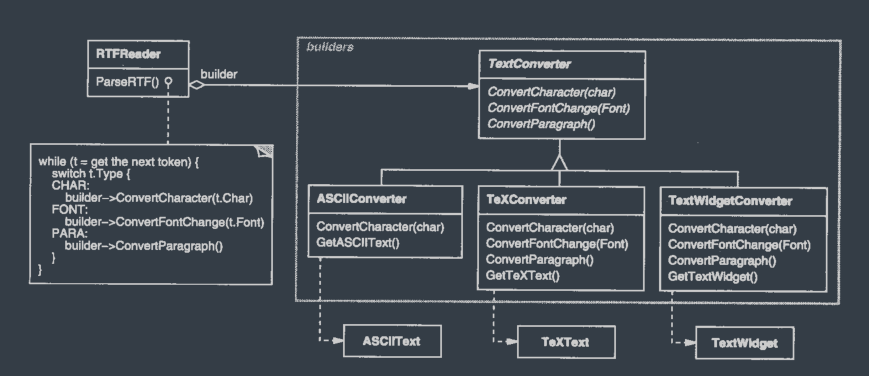 RTFReader
ParseRTF()
builder
while (t = get the next token) {
switch t.Type {
CHAR:
builder->ConvertCharacter(t.Char)
FONT:
builder->ConvertFontChange(t.Font)
PARA:
builder->ConvertParagraph()
}
}
builders
TextConverter
ConvertCharacter(char)
ConvertFontChange(Font)
ConvertParagraph()
ASCIIConverter
ConvertCharacter(char)
GetASCIIText()
TeXConverter
ConvertCharacter(char)
ConvertFontChange(Font)
ConvertParagraph()
GetTeXText()
TextWidgetConverter
ConvertCharacter(char)
ConvertFontChange(Font)
ConvertParagraph()
GetTextWidget()
ASCIIText
TeXText
TextWidget